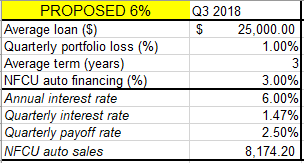 PROPOSED 6% Q3 2018
Average loan ($) $ 25,000.00
Quarterly portfolio loss (%) 1.00%
Average term (years) 3
NFCU auto financing (%) 3.00%
Annual interest rate 6.00%
Quarterly interest rate 1.47%
Quarterly payoff rate 2.50%
NFCU auto sales 8,174.20